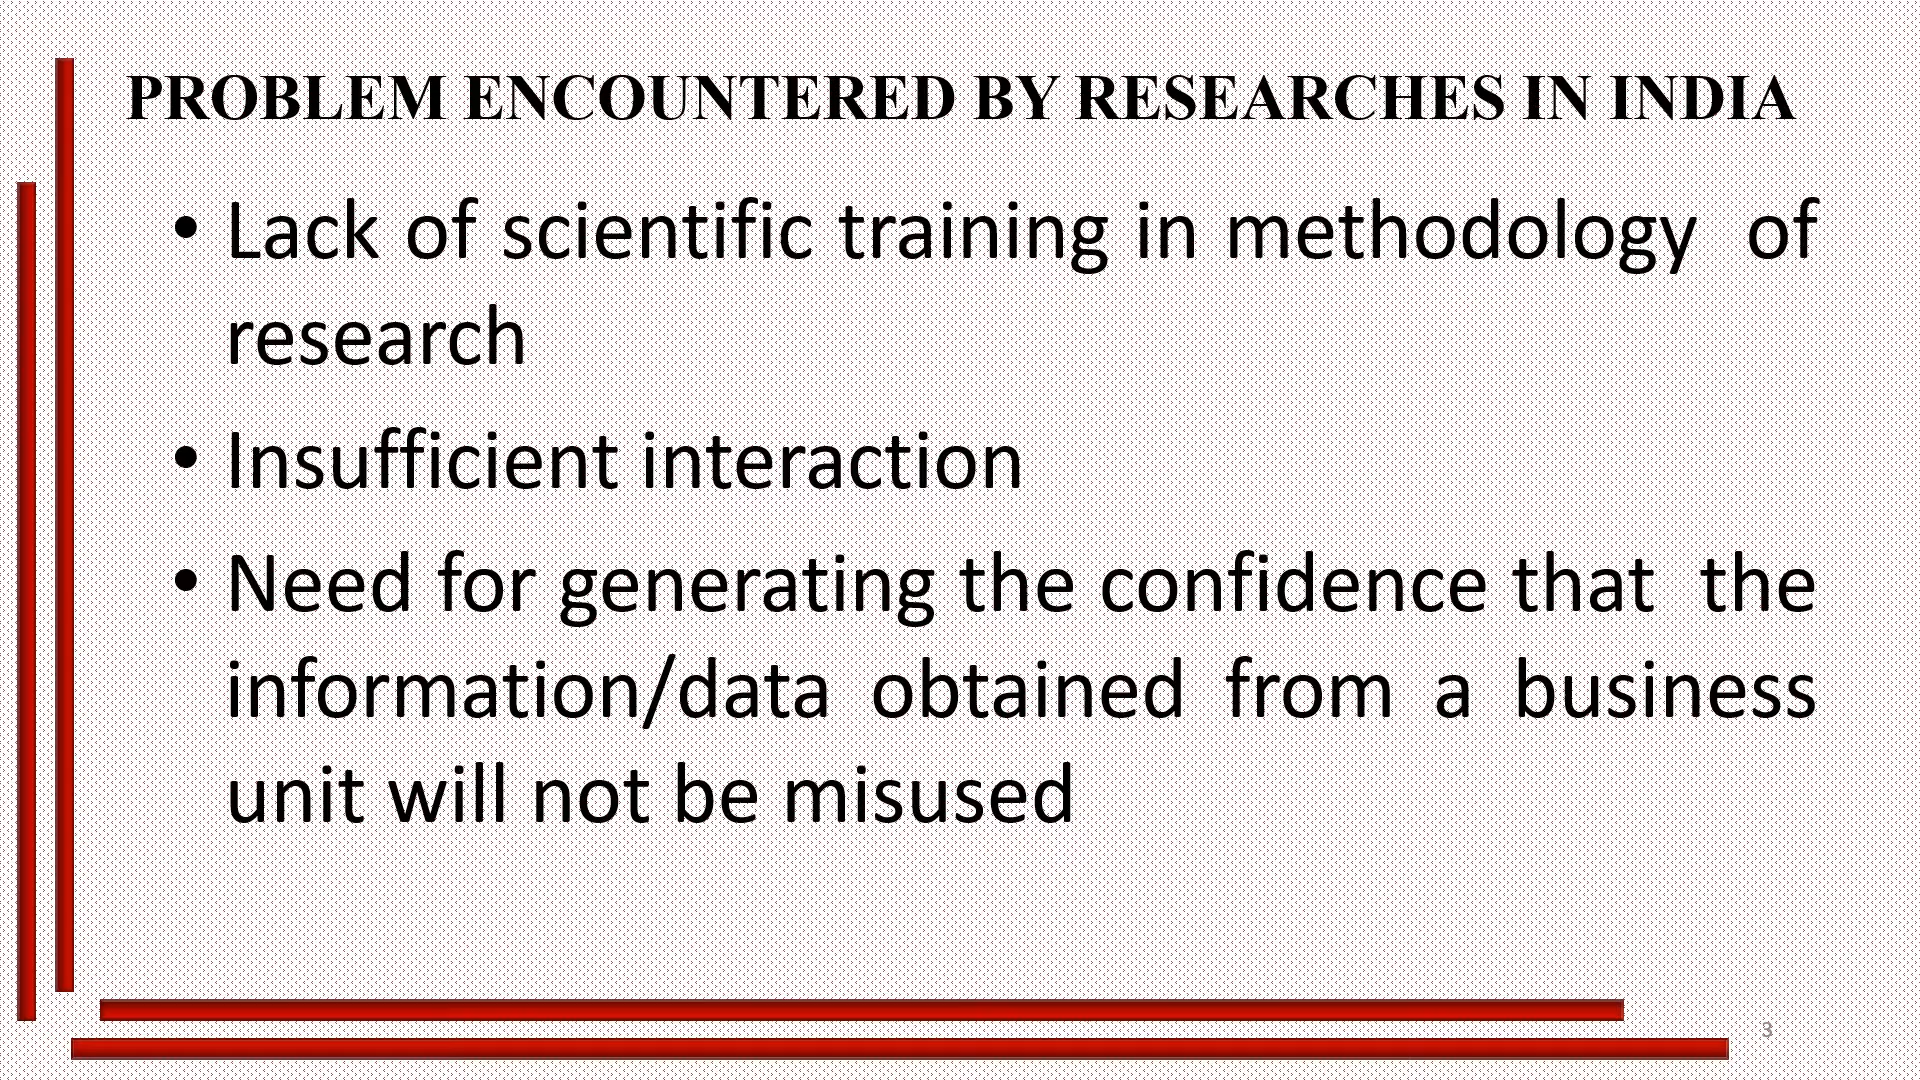 PROBLEM ENCOUNTERED BY RESEARCHES IN INDIA
• Lack of scientific training in methodology of
research
• Insufficient interaction
• Need for generating the confidence that the
information/data obtained from a business
unit will not be misused
3